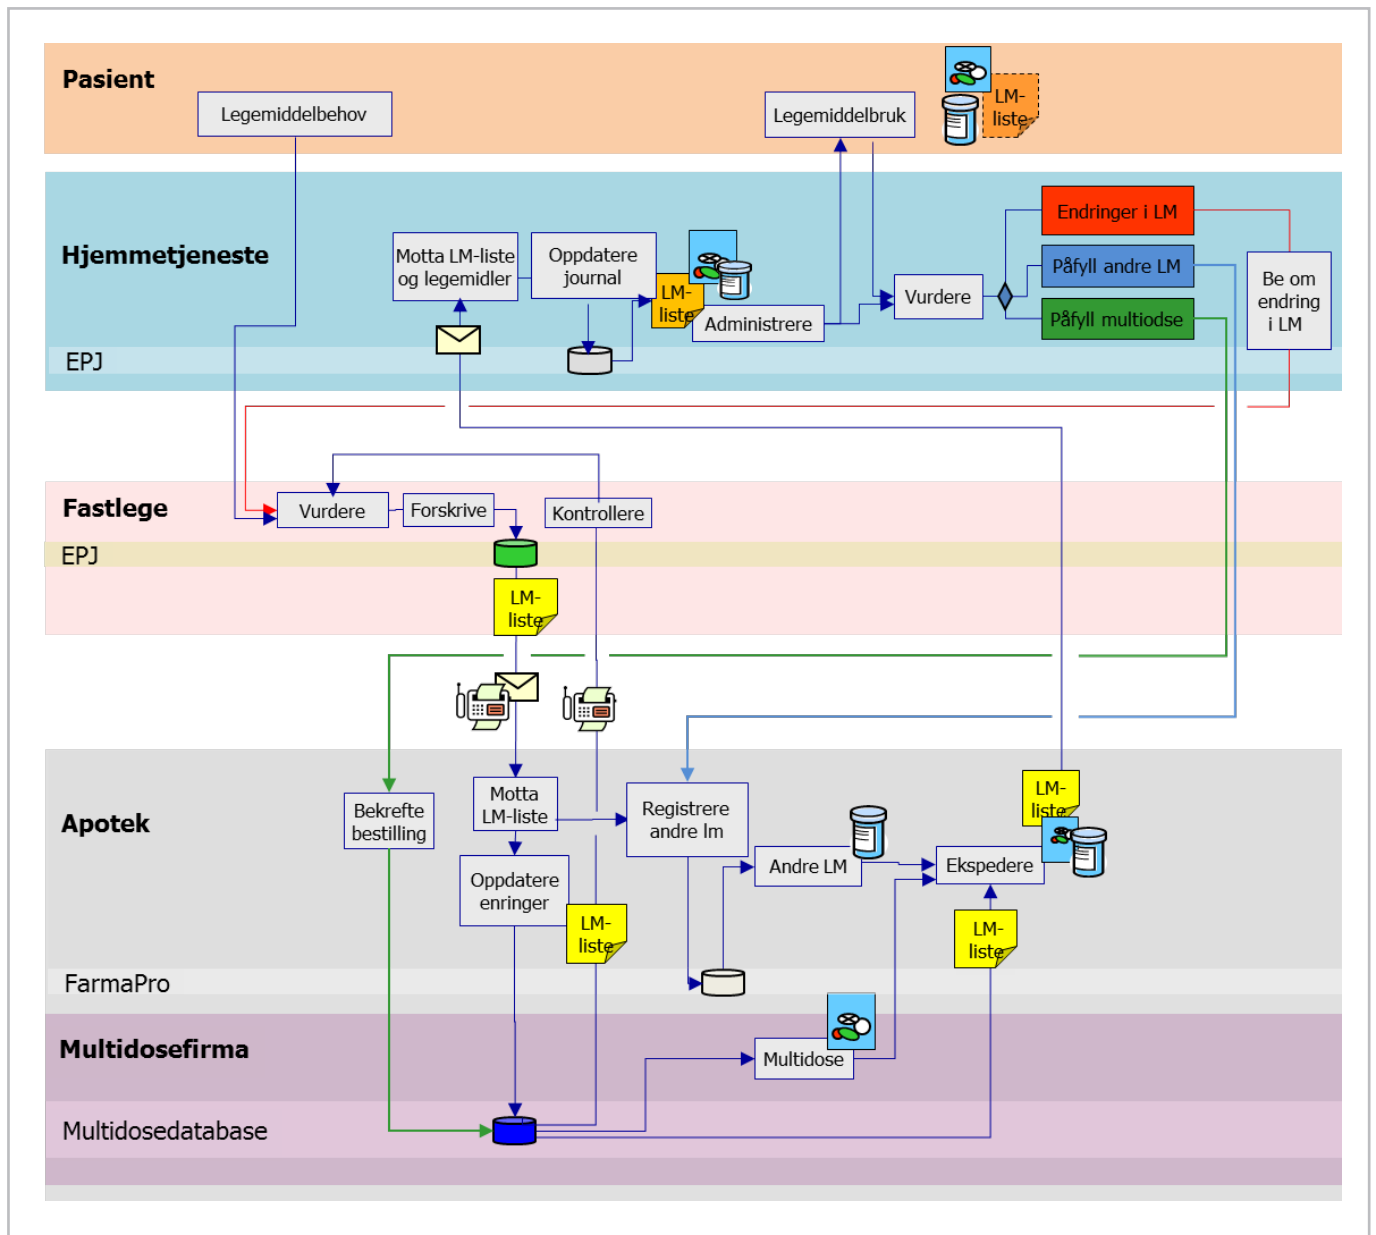 Pasient
Legemiddelbehov
Legemiddelbruk
LM-
liste
Hjemmetjeneste
Motta LM-liste
og legemidler
Oppdatere
journal
LM-
liste
Administrere
Vurdere
Endringer i LM
Påfyll andre LM
Påfyll multiodse
Be om
endring
i LM
EPJ
Fastlege
Vurdere
Forskrive
Kontrollere
EPJ
LM-
liste
Apotek
Bekrefte
bestilling
Motta
LM-liste
Registrere
andre lm
LM-
liste
Oppdatere
enringer
Andre LM
Ekspedere
LM-
liste
LM-
liste
FarmaPro
Multidosefirma
Multidose
Multidosedatabase